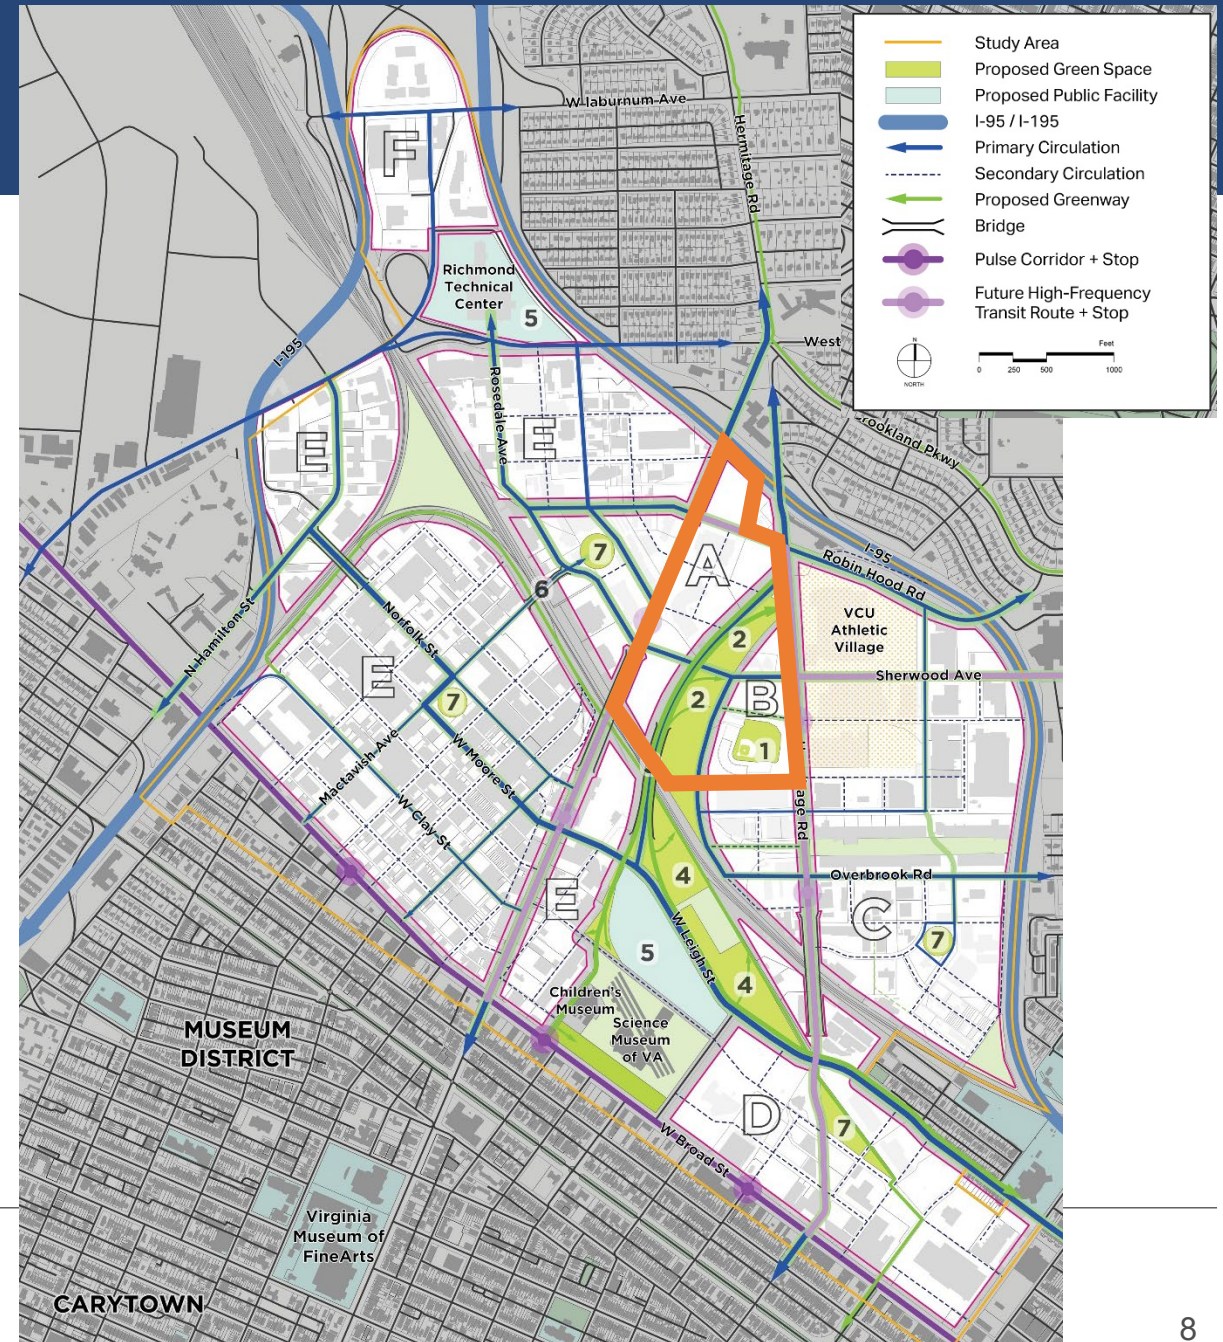 Study Area
Proposed Green Space
Proposed Public Facility
I-95 / I-195
Primary Circulation
Secondary Circulation
Proposed Greenway
Bridge
Pulse Corridor + Stop
Future High-Frequency
Transit Route + Stop
N
NORTH
Feet
0 250 500 1000
W laburnum Ave
Hermitage Rd
F
Richmond
Technical
Center
5
West
I-195
Rosedale Ave
E
E
rookland Pkwy
7
A
I-95
Robin Hood Rd
6
VCU
Athletic
Village
N Hamilton St
Norfolk St
2
E
Sherwood Ave
7
2
B
1
Mactavish Ave
W Moore St
age Rd
W Clay St
4
Overbrook Rd
E
C
7
5
W Leigh St
4
Children's
Museum
Science
Museum
of VA
MUSEUM
DISTRICT
D
7
W Broad St
Virginia
Museum of
FineArts
CARYTOWN
8